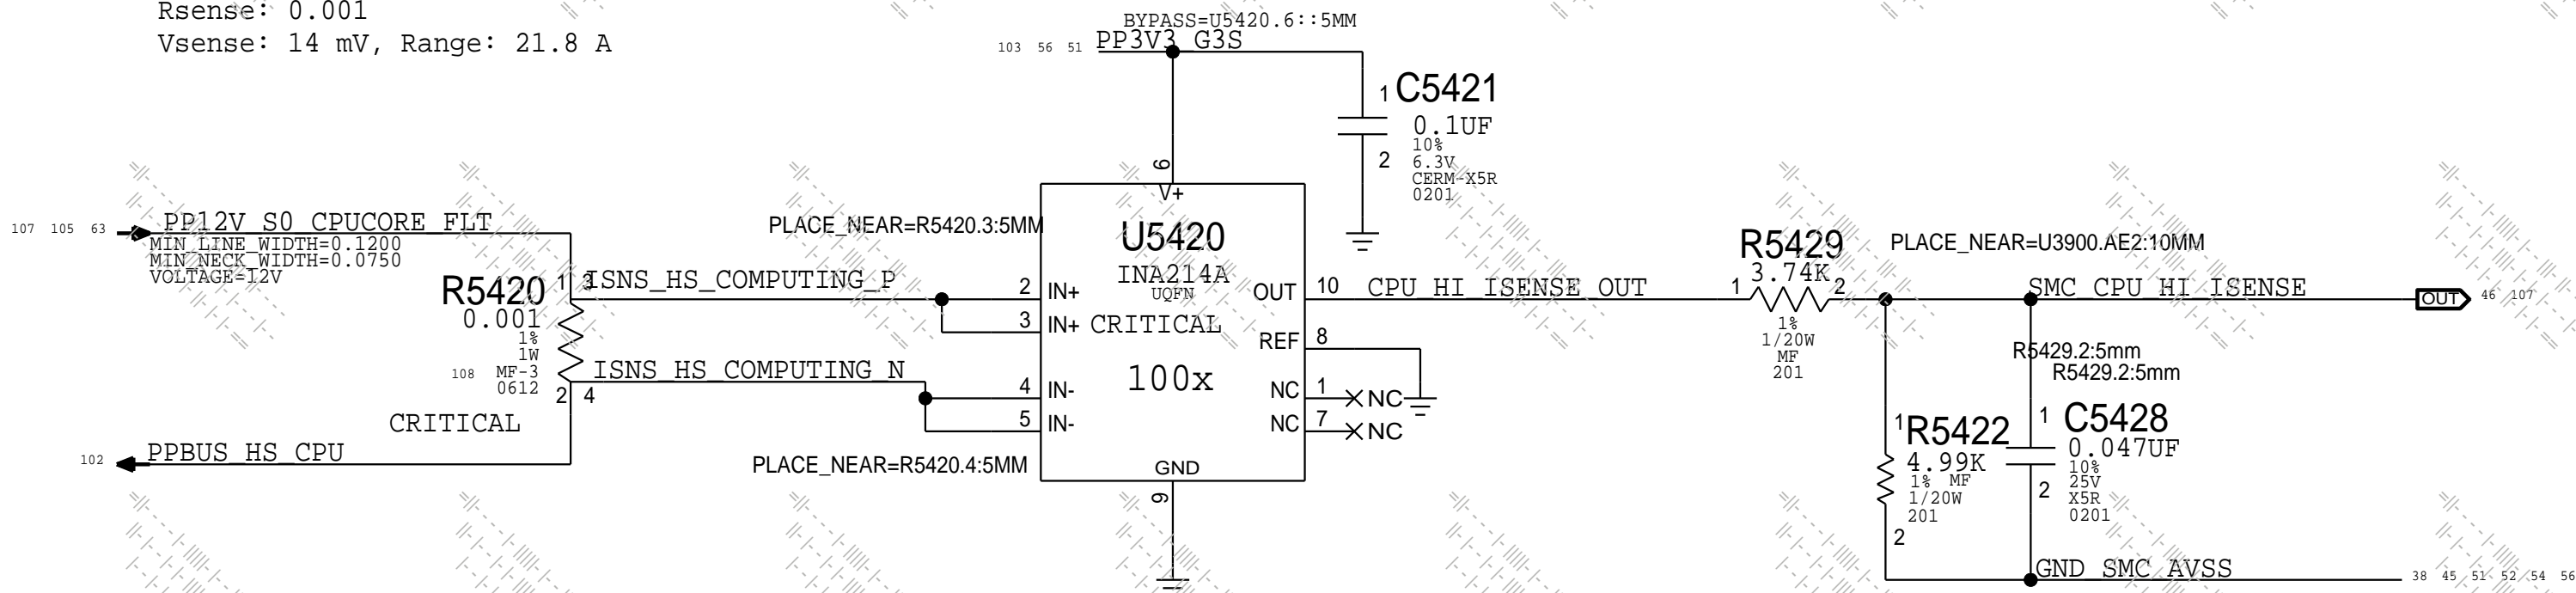 Rsense: 0.001
Vsense: 14 mV, Range: 21.8 A
BYPASS=U5420.6::5MM
103 56 51 PP3V3_G3S
1 C5421
0.1UF
10%
2 6.3V
CERM-X5R
0201
6
V+
107 105 63 PP12V_S0_CPUCORE_FLT
MIN_LINE_WIDTH=0.1200
MIN_NECK_WIDTH=0.0750
VOLTAGE=12V
PLACE_NEAR=R5420.3:5MM
U5420
INA214A
UQFN
CRITICAL
100x
R5420 1 3 ISNS_HS_COMPUTING_P
0.001
1%
1W
108 MF-3
0612
2 4
ISNS_HS_COMPUTING_N
CRITICAL
102 PPBUS_HS_CPU
PLACE_NEAR=R5420.4:5MM
2 IN+
3 IN+
4 IN-
5 IN-
GND
9
OUT 10 CPU_HI_ISENSE_OUT
REF 8
NC 1 NC
NC 7 NC
R5429
1 3.74K 2
1%
1/20W
MF
201
PLACE_NEAR=U3900.AE2:10MM
SMC_CPU_HI_ISENSE OUT 46 107
R5429.2:5mm
R5429.2:5mm
1 R5422
4.99K
1% MF
1/20W
201
2
1 C5428
0.047UF
10%
25V
2 X5R
0201
GND_SMC_AVSS 38 45 51 52 54 56